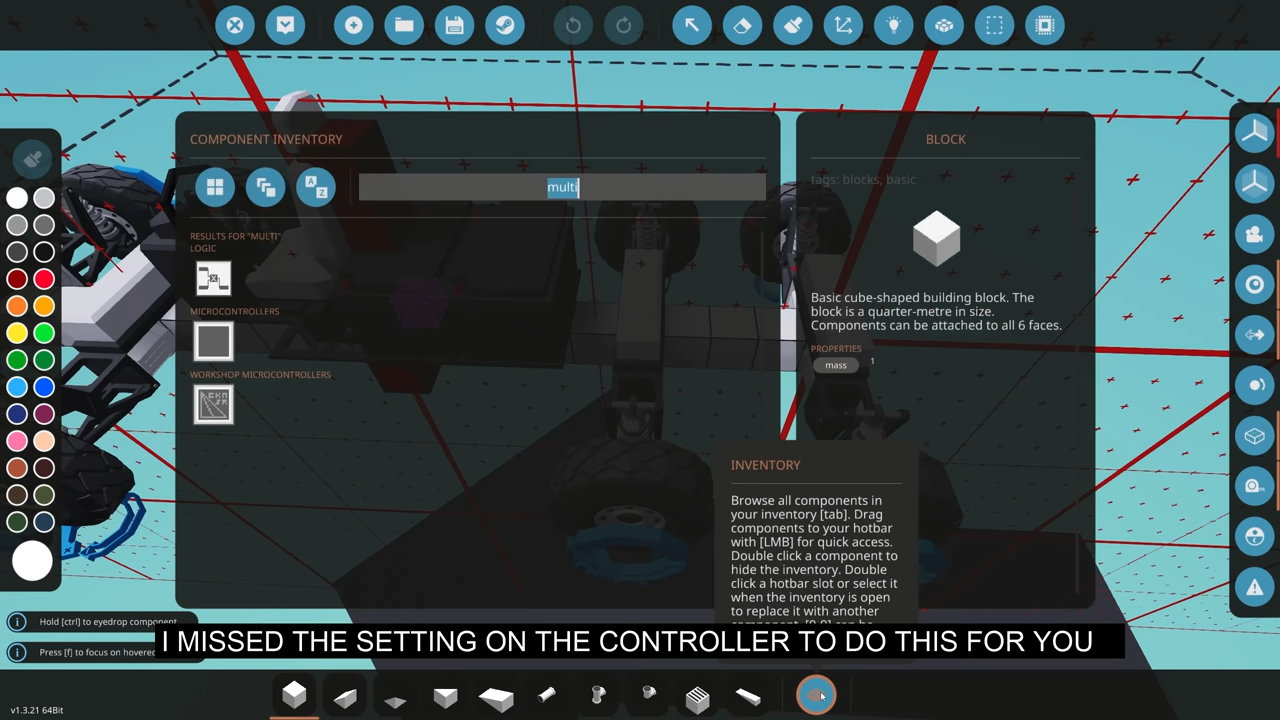 COMPONENT INVENTORY
multi
RESULTS FOR "MULTI"
LOGIC
MICROCONTROLLERS
WORKSHOP MICROCONTROLLERS
BLOCK
tags: blocks, basic
Basic cube-shaped building block. The
block is a quarter-metre in size.
Components can be attached to all 6 faces.
PROPERTIES
mass 1
INVENTORY
Browse all components in
your inventory [tab]. Drag
components to your hotbar
with [LMB] for quick access.
Double click a component to
hide the inventory. Double
click a hotbar slot or select it
when the inventory is open
to replace it with another
Hold [ctrl] to eyedrop component
Press [f] to focus on hovered
I MISSED THE SETTING ON THE CONTROLLER TO DO THIS FOR YOU
v1.3.21 64Bit